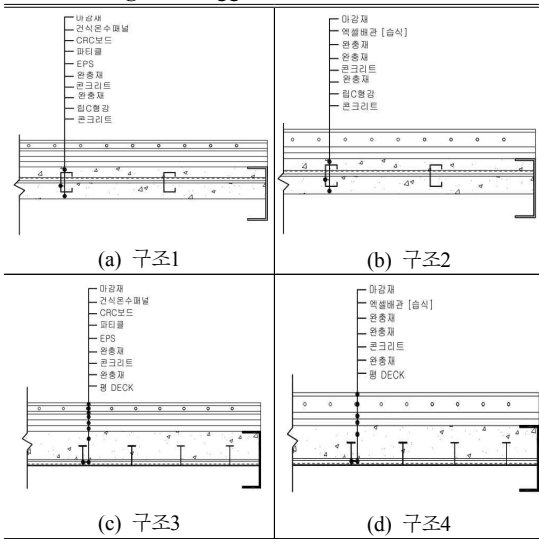 마감재
건식온수패널
CRC보드
파티클
EPS
완충재
콘크리트
완충재
립C형강
콘크리트
(a) 구조1
마감재
엑셀배관 [습식]
완충재
완충재
콘크리트
완충재
립C형강
콘크리트
(b) 구조2
마감재
건식온수패널
CRC보드
파티클
EPS
완충재
콘크리트
완충재
평 DECK
(c) 구조3
마감재
엑셀배관 [습식]
완충재
완충재
콘크리트
완충재
평 DECK
(d) 구조4